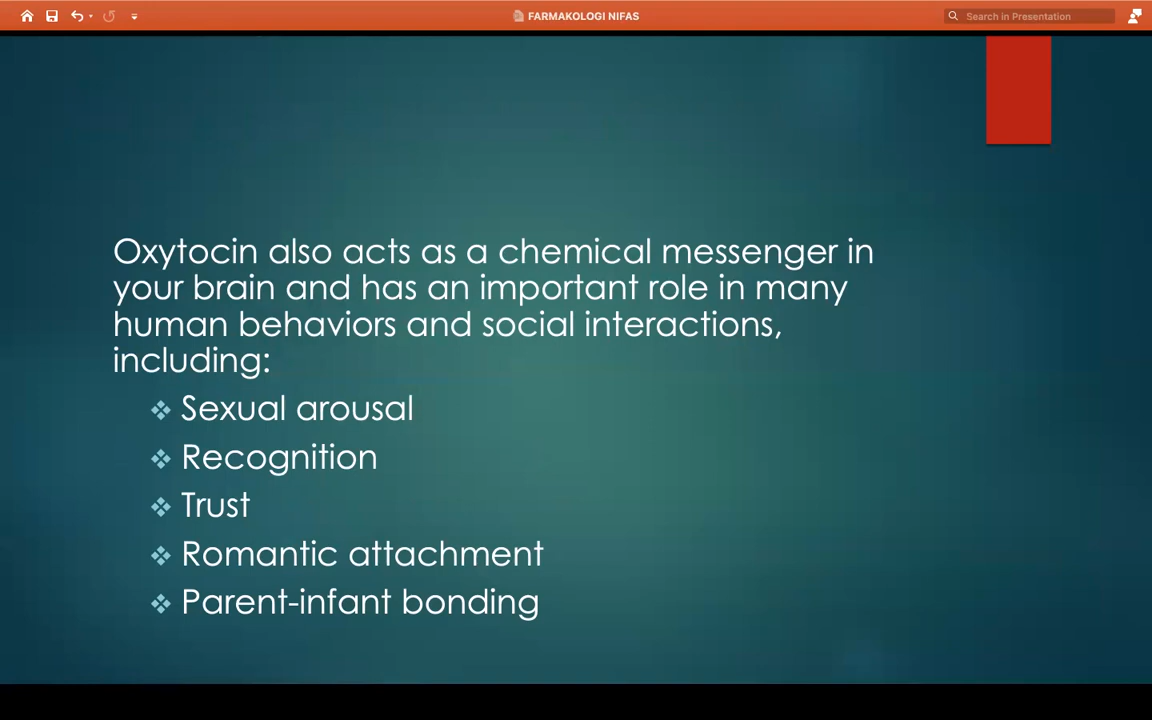 FARMAKOLOGI NIFAS
Search in Presentation
Oxytocin also acts as a chemical messenger in
your brain and has an important role in many
human behaviors and social interactions,
including:
Sexual arousal
Recognition
Trust
Romantic attachment
Parent-infant bonding